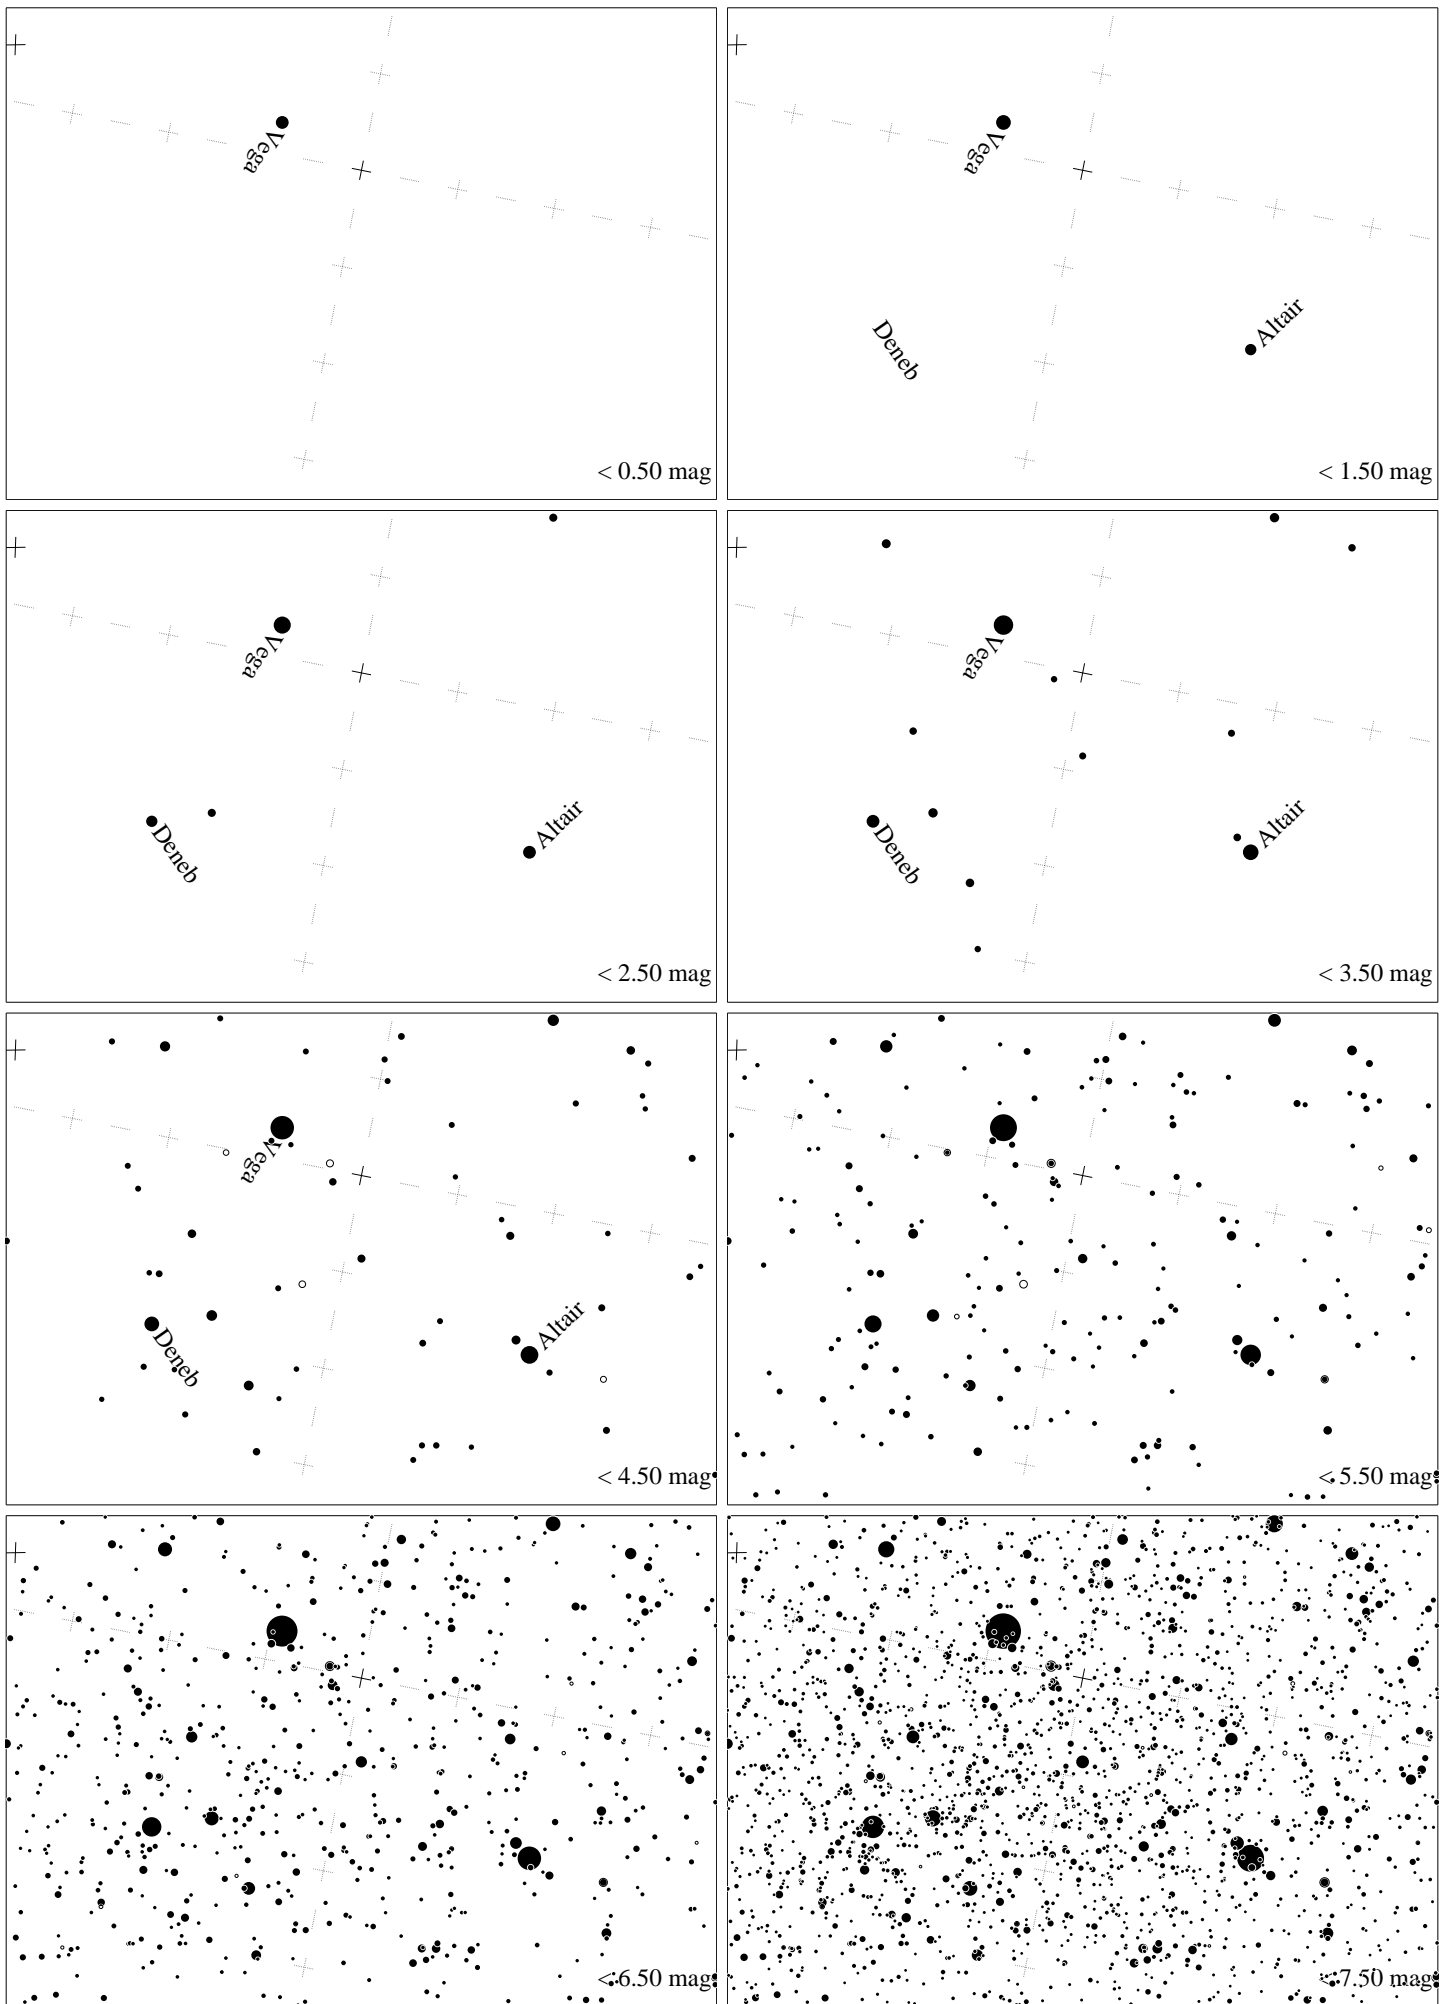 Vega
< 0.50 mag
Deneb
Vega
Altair
< 1.50 mag
Vega
Deneb
Altair
< 2.50 mag
Vega
Deneb
Altair
< 3.50 mag
Vega
Deneb
Altair
< 4.50 mag
< 5.50 mag
< 6.50 mag
< 7.50 mag